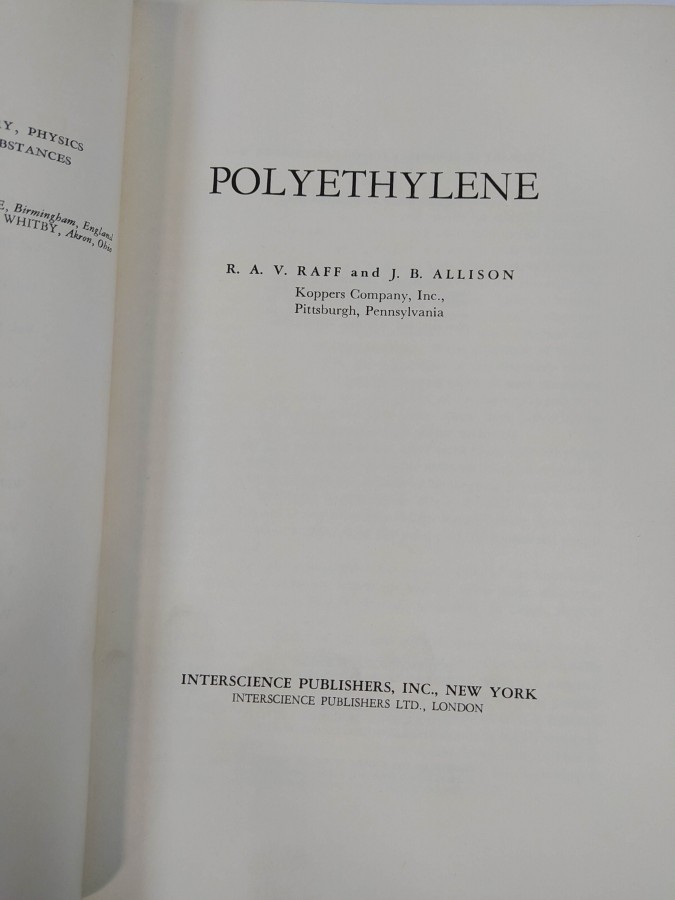 Y, PHYSICS
BSTANCES
E, Birmingham, England
WHITBY, Akron, Ohio
POLYETHYLENE
R. A. V. RAFF and J. B. ALLISON
Koppers Company, Inc.,
Pittsburgh, Pennsylvania
INTERSCIENCE PUBLISHERS, INC., NEW YORK
INTERSCIENCE PUBLISHERS LTD., LONDON